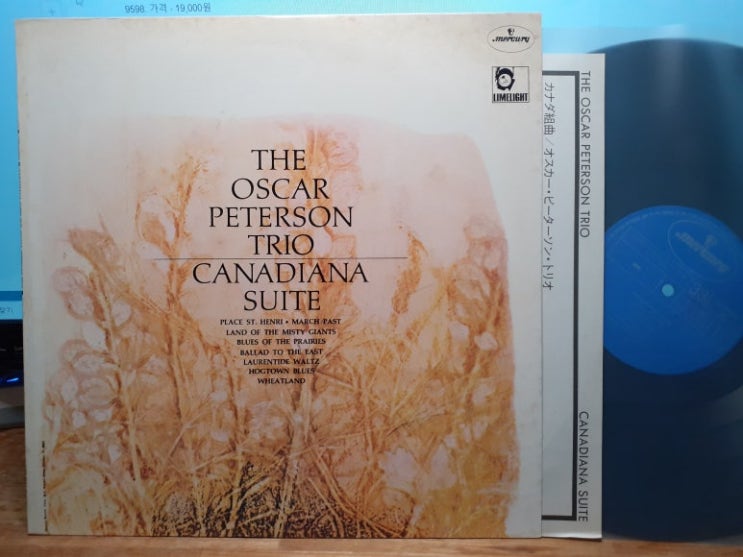 9598. 가격 - 19,000원
mercury
LIMELIGHT
THE
OSCAR
PETERSON
TRIO
CANADIANA
SUITE
PLACE ST. HENRI • MARCH PAST
LAND OF THE MISTY GIANTS
BLUES OF THE PRAIRIES
BALLAD TO THE EAST
LAURENTIDE WALTZ
HOGTOWN BLUES
WHEATLAND
THE OSCAR PETERSON TRIO
CANADIANA SUITE
カナダ組曲/オスカー・ピーターソン・トリオ
mercury